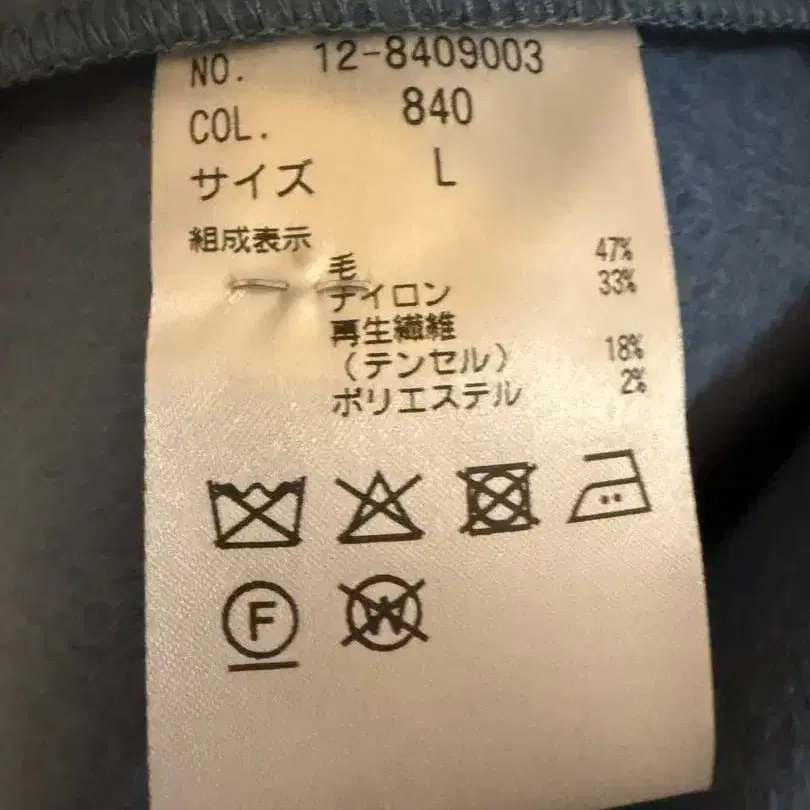 NO. 12-8409003
COL. 840
サイズ L
組成表示
毛 47%
ナイロン 33%
再生繊維
(テンセル) 18%
ポリエステル 2%
F
W